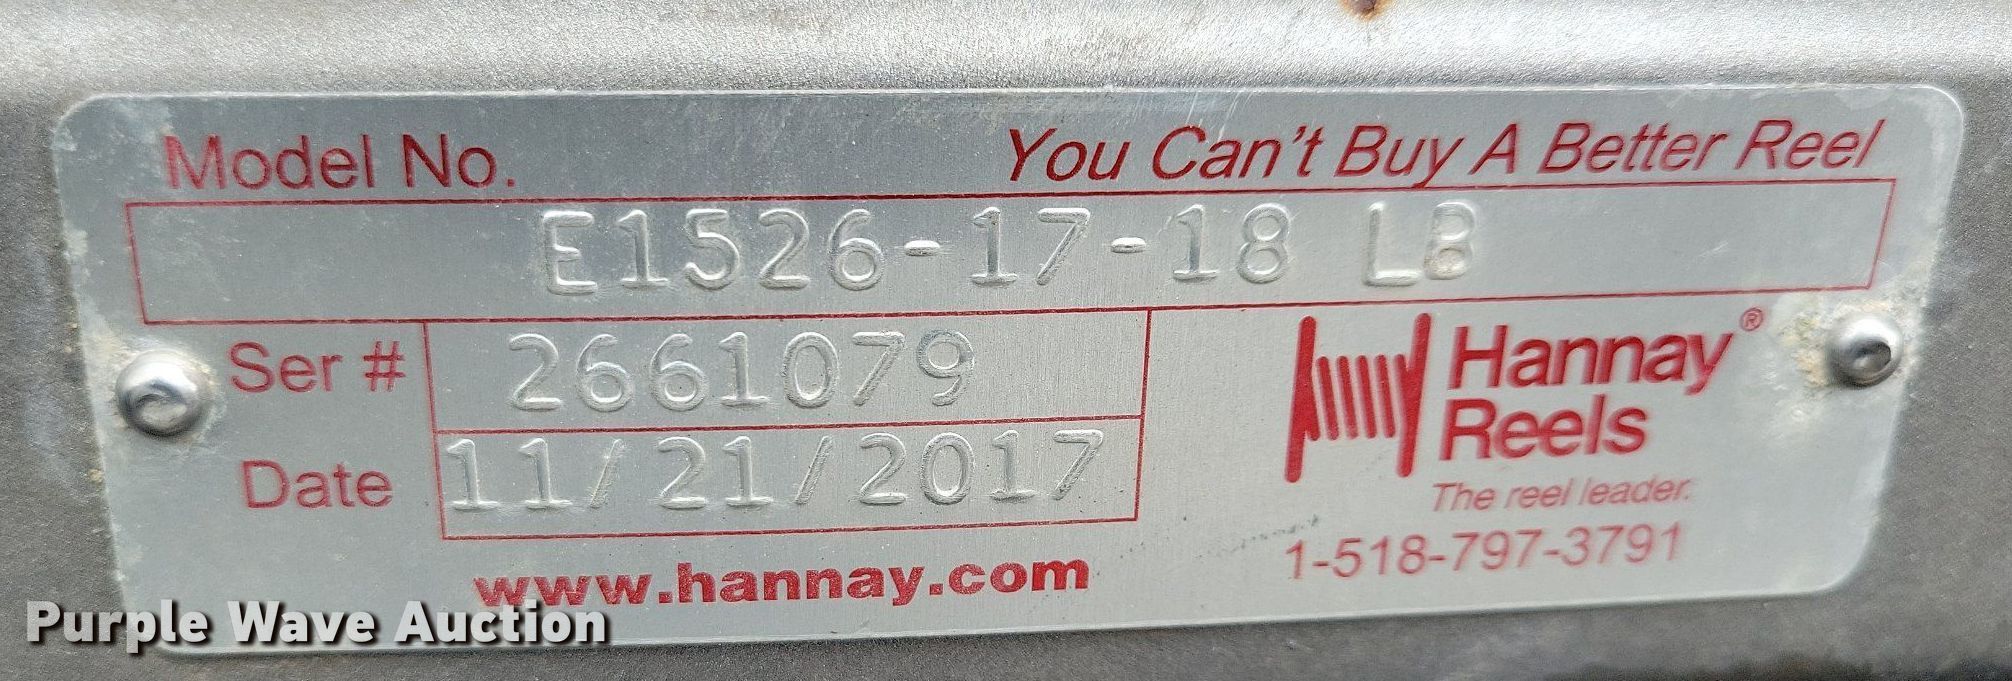 Model No.
You Can't Buy A Better Reel
E1526-17-18 LB
Ser # 2661079
Date 11/21/2017
Hannay®
Reels
The reel leader.
1-518-797-3791
www.hannay.com
Purple Wave Auction